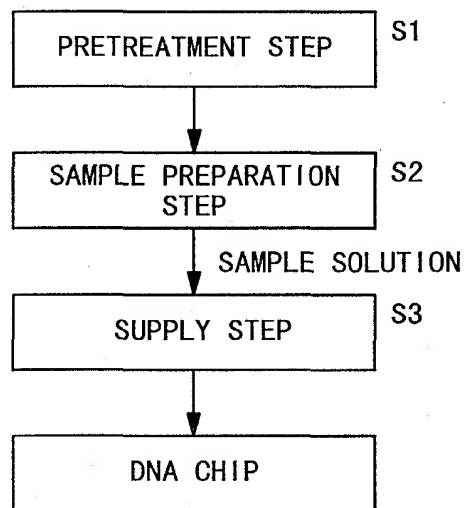 PRETREATMENT STEP
S1
SAMPLE PREPARATION
STEP
S2
SAMPLE SOLUTION
SUPPLY STEP
S3
DNA CHIP